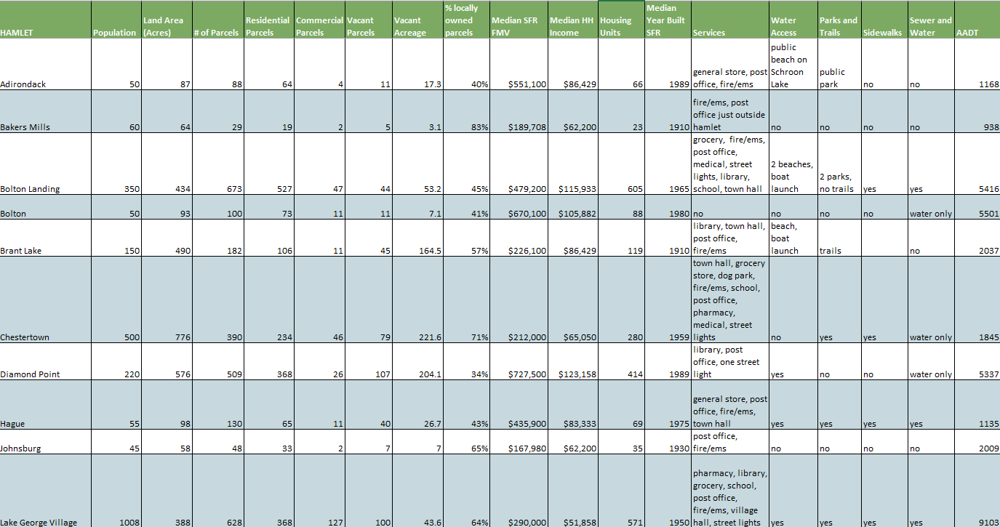 HAMLET Population Land Area (Acres) # of Parcels Residential Parcels Commercial Parcels Vacant Parcels Vacant Acreage % locally owned parcels Median SFR FMV Median HH Income Housing Units Median Year Built SFR Services Water Access Parks and Trails Sidewalks Sewer and Water AADT
Adirondack 50 87 88 64 4 11 17.3 40% $551,100 $86,429 66 1989 general store, post office, fire/ems public beach on Schroon Lake public park no no 1168
Bakers Mills 60 64 29 19 2 5 3.1 83% $189,708 $62,200 23 1910 fire/ems, post office just outside hamlet no no no no 938
Bolton Landing 350 434 673 527 47 44 53.2 45% $479,200 $115,933 605 1965 grocery, fire/ems, post office, medical, street lights, library, school, town hall 2 beaches, boat launch 2 parks, no trails yes yes 5416
Bolton 50 93 100 73 11 11 7.1 41% $670,100 $105,882 88 1980 no no no no water only 5501
Brant Lake 150 490 182 106 11 45 164.5 57% $226,100 $86,429 119 1910 library, town hall, post office, fire/ems beach, boat launch trails no 2037
Chestertown 500 776 390 234 46 79 221.6 71% $212,000 $65,050 280 1959 town hall, grocery store, dog park, fire/ems, school, post office, pharmacy, medical, street lights no yes yes water only 1845
Diamond Point 220 576 509 368 26 107 204.1 34% $727,500 $123,158 414 1989 library, post office, one street light yes no no water only 5337
Hague 55 98 130 65 11 40 26.7 43% $435,900 $83,333 69 1975 general store, post office, fire/ems, town hall yes yes yes yes 1135
Johnsburg 45 58 48 33 2 7 7 65% $167,980 $62,200 35 1930 post office, fire/ems no no no no 2009
Lake George Village 1008 388 628 368 127 100 43.6 64% $290,000 $51,858 571 1950 pharmacy, library, grocery, school, post office, fire/ems, village hall, street lights yes yes yes yes 9103